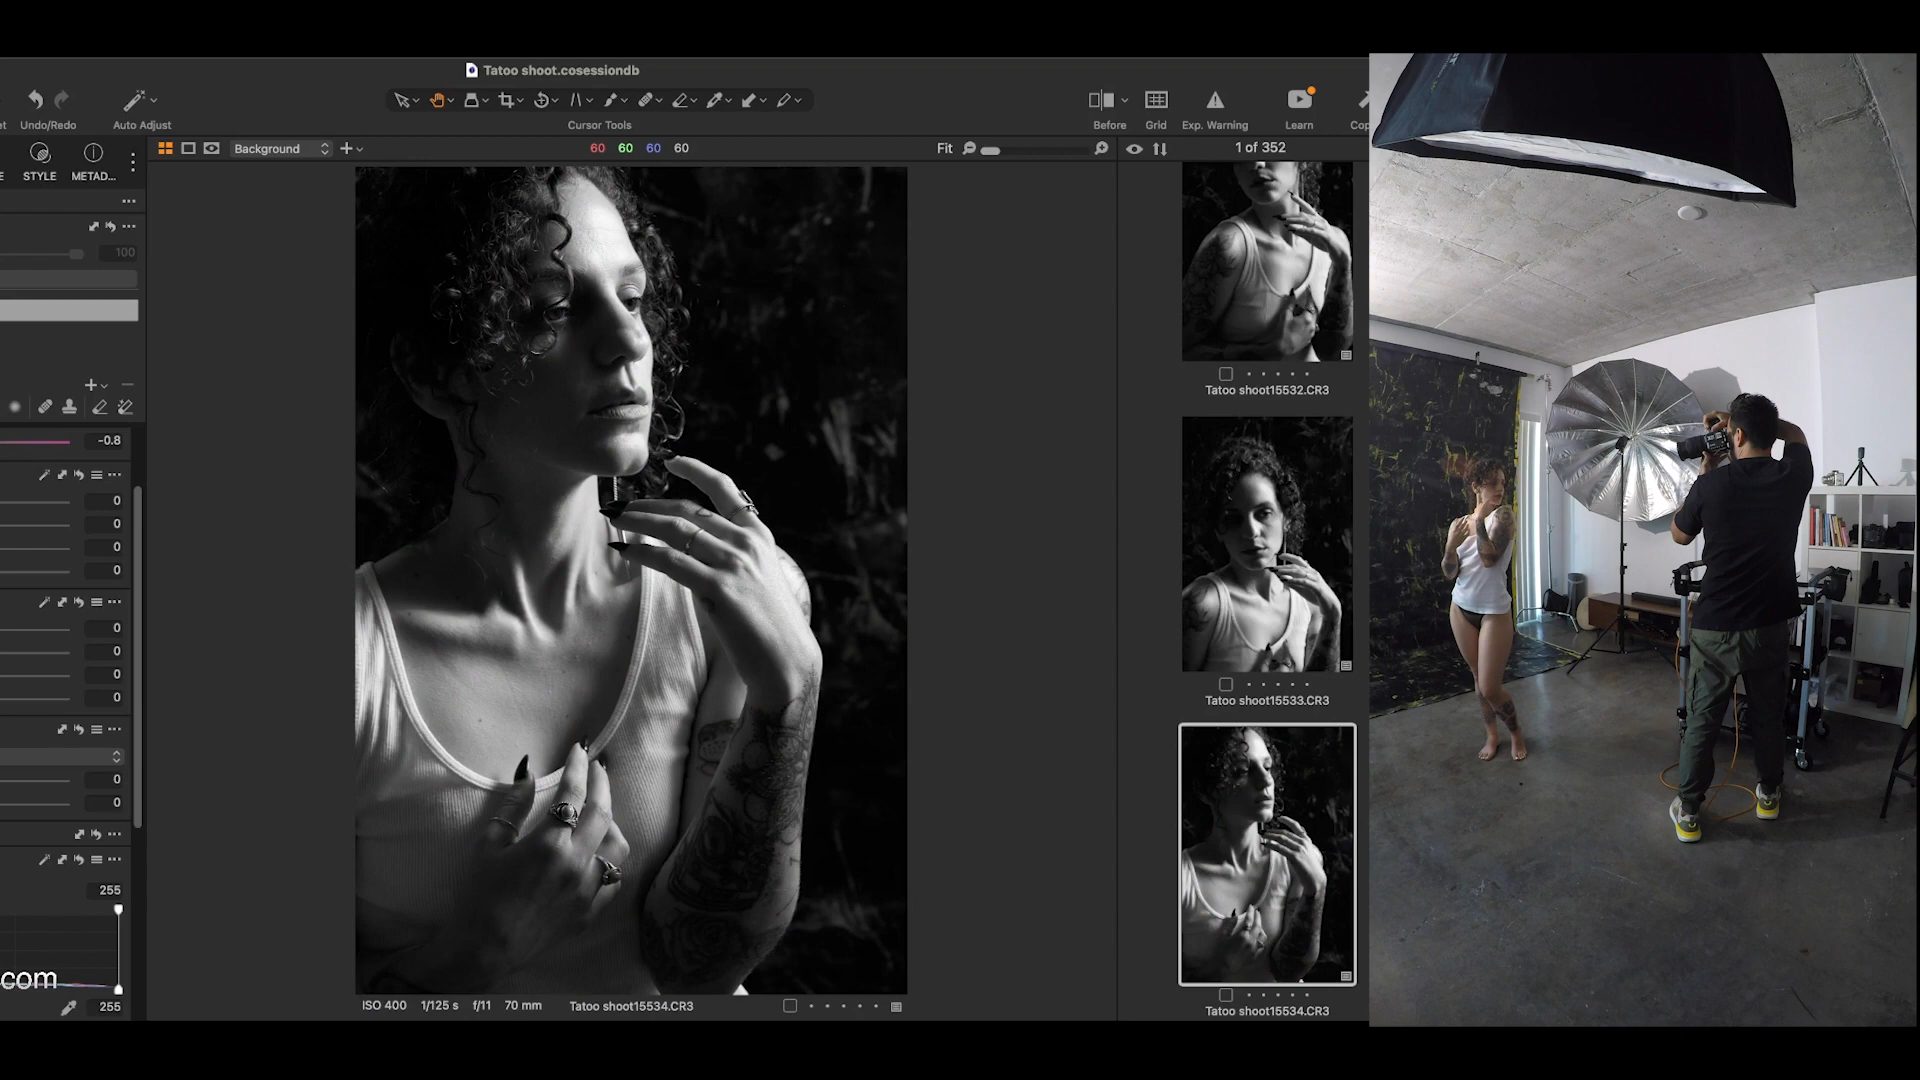 Tatoo shoot.cosessiondb
Undo/Redo
Auto Adjust
Cursor Tools
Before
Grid
Exp. Warning
Learn
Cop
STYLE
METAD...
Background
60 60 60 60
Fit
1 of 352
100
-0.8
0
0
0
0
0
0
0
0
0
0
255
com
255
ISO 400 1/125 s f/11 70 mm Tatoo shoot15534.CR3
Tatoo shoot15532.CR3
Tatoo shoot15533.CR3
Tatoo shoot15534.CR3